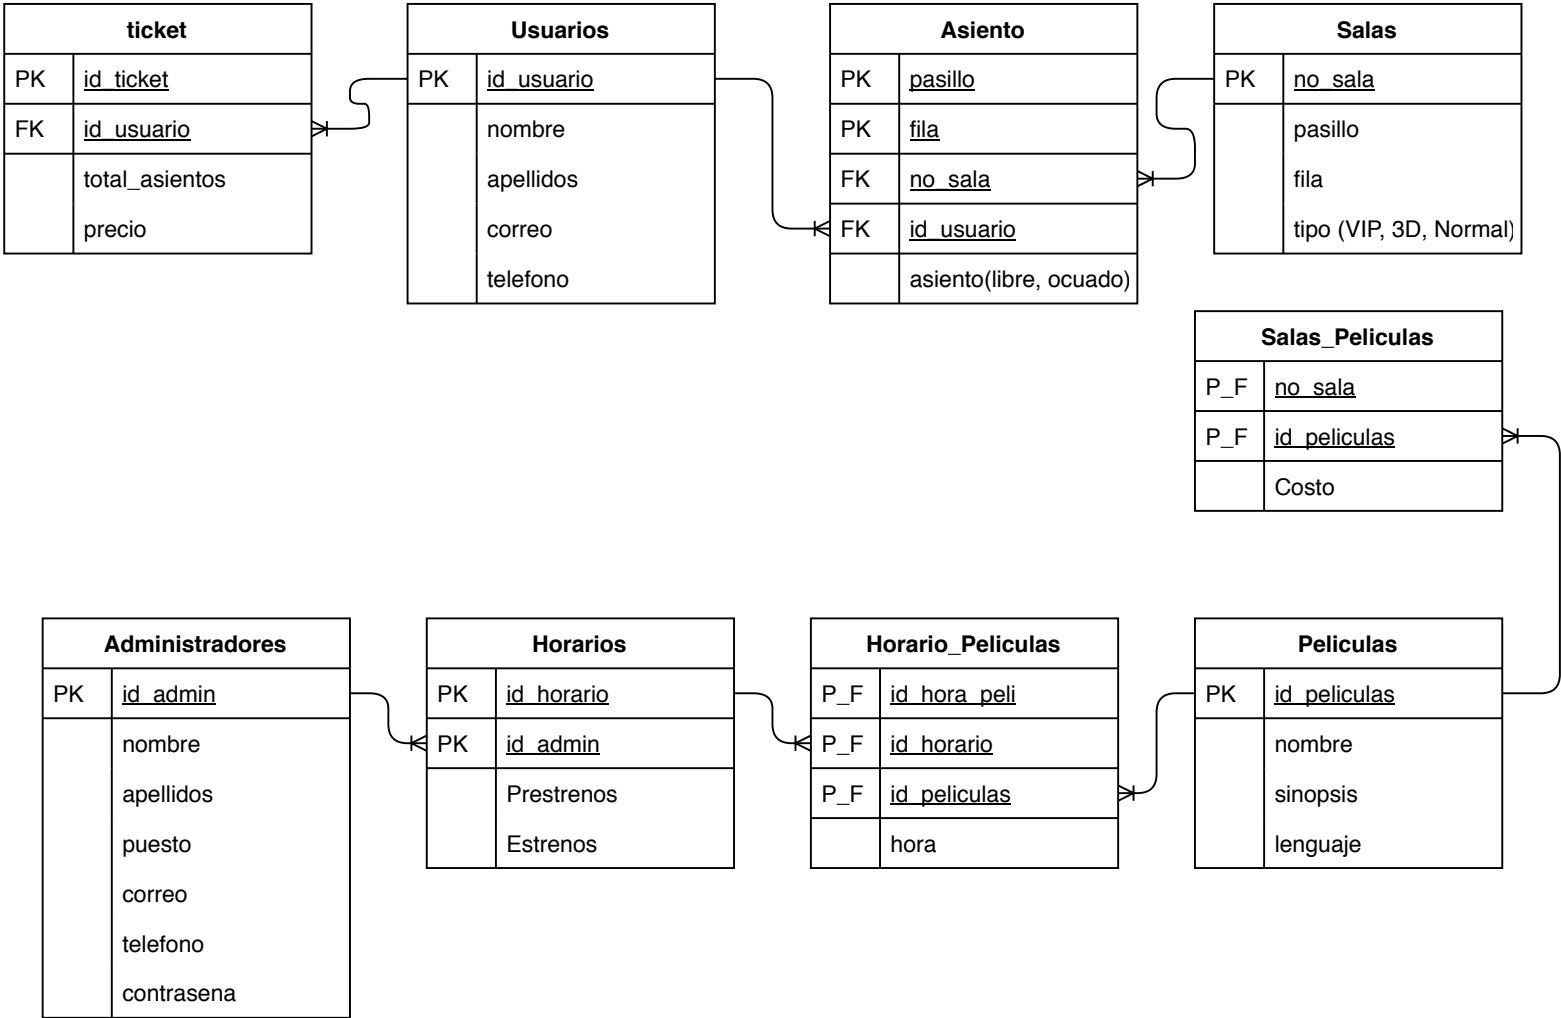 ticket
PK id_ticket
FK id_usuario
total_asientos
precio
Usuarios
PK id_usuario
nombre
apellidos
correo
telefono
Asiento
PK pasillo
PK fila
FK no_sala
FK id_usuario
asiento(libre, ocuado)
Salas
PK no_sala
pasillo
fila
tipo (VIP, 3D, Normal)
Salas_Peliculas
P_F no_sala
P_F id_peliculas
Costo
Administradores
PK id_admin
nombre
apellidos
puesto
correo
telefono
contrasena
Horarios
PK id_horario
PK id_admin
Prestrenos
Estrenos
Horario_Peliculas
P_F id_hora_peli
P_F id_horario
P_F id_peliculas
hora
Peliculas
PK id_peliculas
nombre
sinopsis
lenguaje